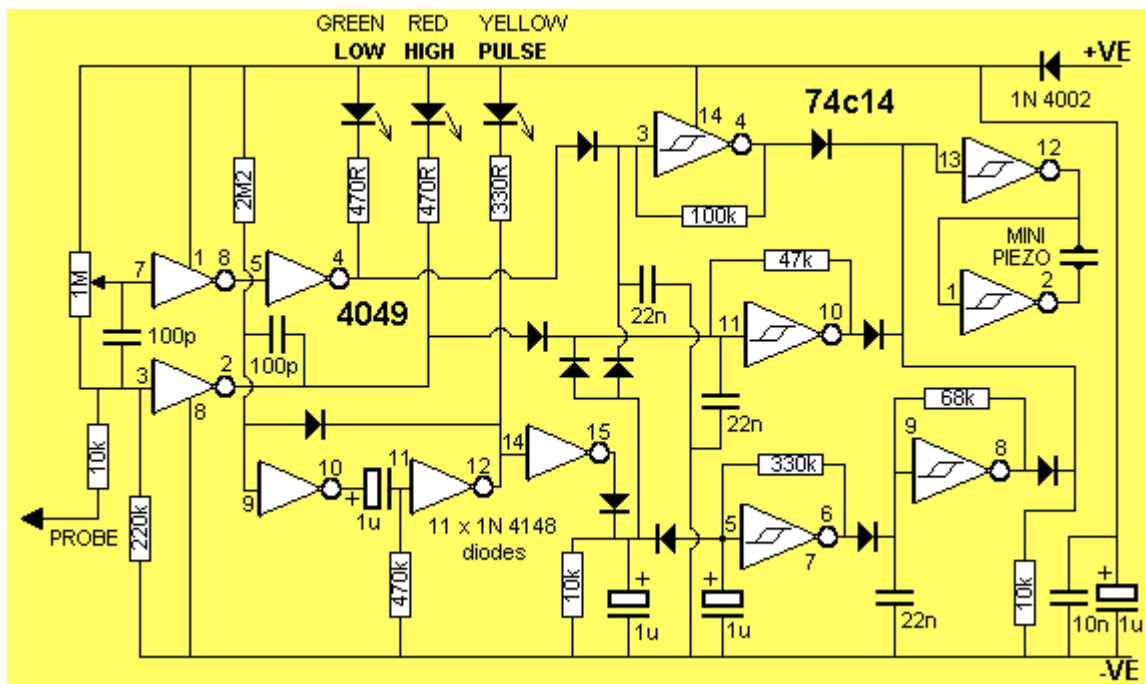 GREEN RED YELLOW
LOW HIGH PULSE
+VE
1N 4002
74c14
14
3
4
13
12
2M2
470R
470R
330R
100k
MINI
PIEZO
1M
7
1
8
5
4
4049
47k
1
2
100p
100p
22n
11
10
3
2
8
22n
68k
10k
9
8
14
15
330k
9
10
11
12
+
1u
11 x 1N 4148
diodes
5
6
7
PROBE
220k
470k
10k
+
1u
+
1u
22n
10k
10n
+
1u
-VE